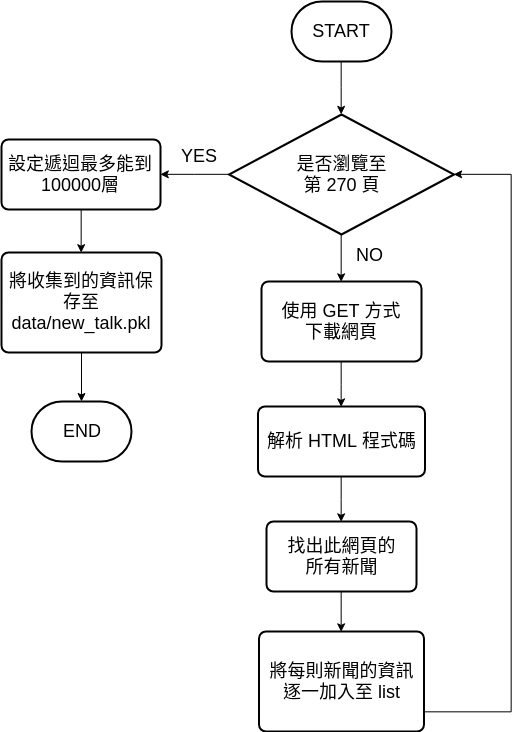 START
是否瀏覽至
第 270 頁
YES
設定遞迴最多能到
100000層
將收集到的資訊保
存至
data/new_talk.pkl
END
NO
使用 GET 方式
下載網頁
解析 HTML 程式碼
找出此網頁的
所有新聞
將每則新聞的資訊
逐一加入至 list